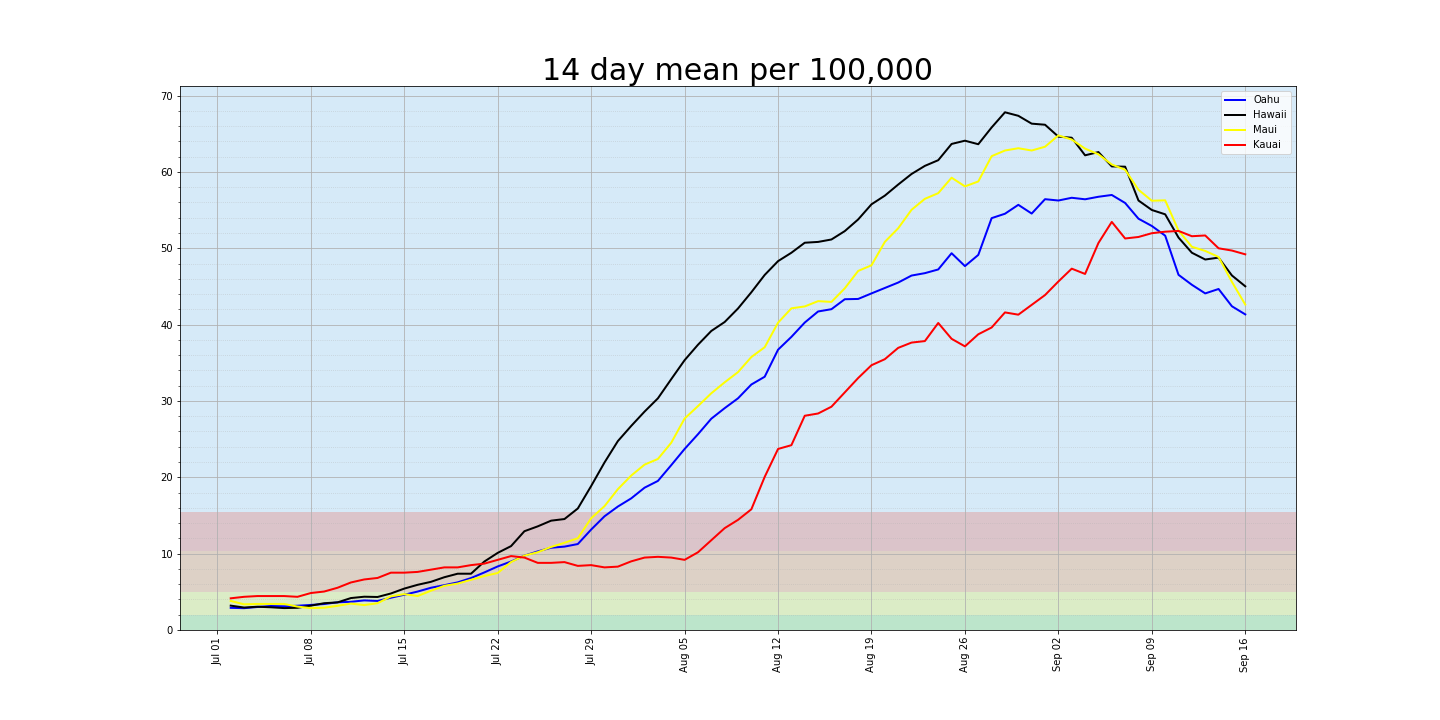 14 day mean per 100,000
70
60
50
40
30
20
10
0
Oahu
Hawaii
Maui
Kauai
Jul 01
Jul 08
Jul 15
Jul 22
Jul 29
Aug 05
Aug 12
Aug 19
Aug 26
Sep 02
Sep 09
Sep 16